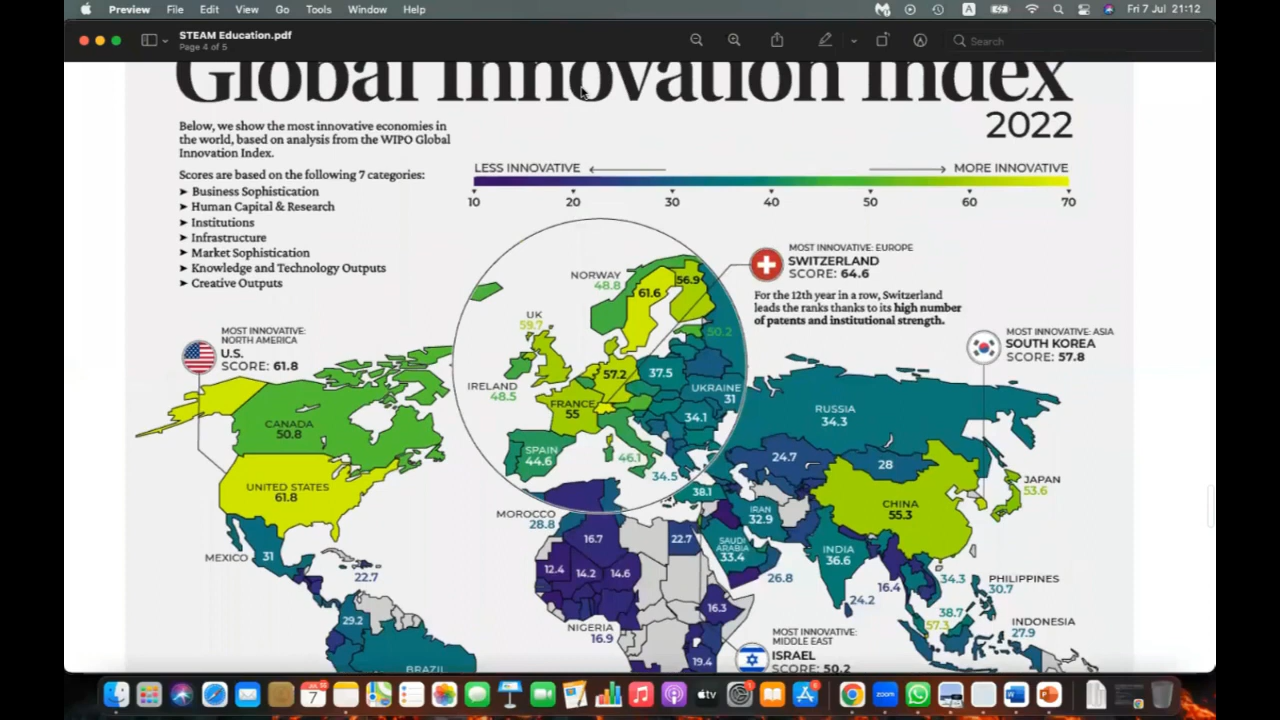 Preview File Edit View Go Tools Window Help
A
Fri 7 Jul 21:12
STEAM Education.pdf
Page 4 of 5
Search
Global Innovation Index
2022
Below, we show the most innovative economies in
the world, based on analysis from the WIPO Global
Innovation Index.
Scores are based on the following 7 categories:
➤ Business Sophistication
➤ Human Capital & Research
➤ Institutions
➤ Infrastructure
➤ Market Sophistication
➤ Knowledge and Technology Outputs
➤ Creative Outputs
LESS INNOVATIVE
MORE INNOVATIVE
10 20 30 40 50 60 70
MOST INNOVATIVE: EUROPE
SWITZERLAND
SCORE: 64.6
For the 12th year in a row, Switzerland
leads the ranks thanks to its high number
of patents and institutional strength.
MOST INNOVATIVE:
NORTH AMERICA
U.S.
SCORE: 61.8
MOST INNOVATIVE: ASIA
SOUTH KOREA
SCORE: 57.8
NORWAY
48.8
61.6
56.9
UK
59.7
50.2
IRELAND
48.5
57.2
37.5
UKRAINE
31
FRANCE
55
34.1
SPAIN
44.6
46.1
34.5
CANADA
50.8
UNITED STATES
61.8
MEXICO
31
22.7
29.2
BRAZIL
RUSSIA
34.3
24.7
28
CHINA
55.3
JAPAN
53.6
38.1
IRAN
32.9
SAUDI
ARABIA
33.4
26.8
INDIA
36.6
24.2
16.4
34.3
PHILIPPINES
30.7
38.7
57.3
INDONESIA
27.9
MOROCCO
28.8
16.7
22.7
12.4
14.2
14.6
NIGERIA
16.9
16.3
19.4
MOST INNOVATIVE:
MIDDLE EAST
ISRAEL
SCORE: 50.2
JUL
7
tv
zoom
W
P